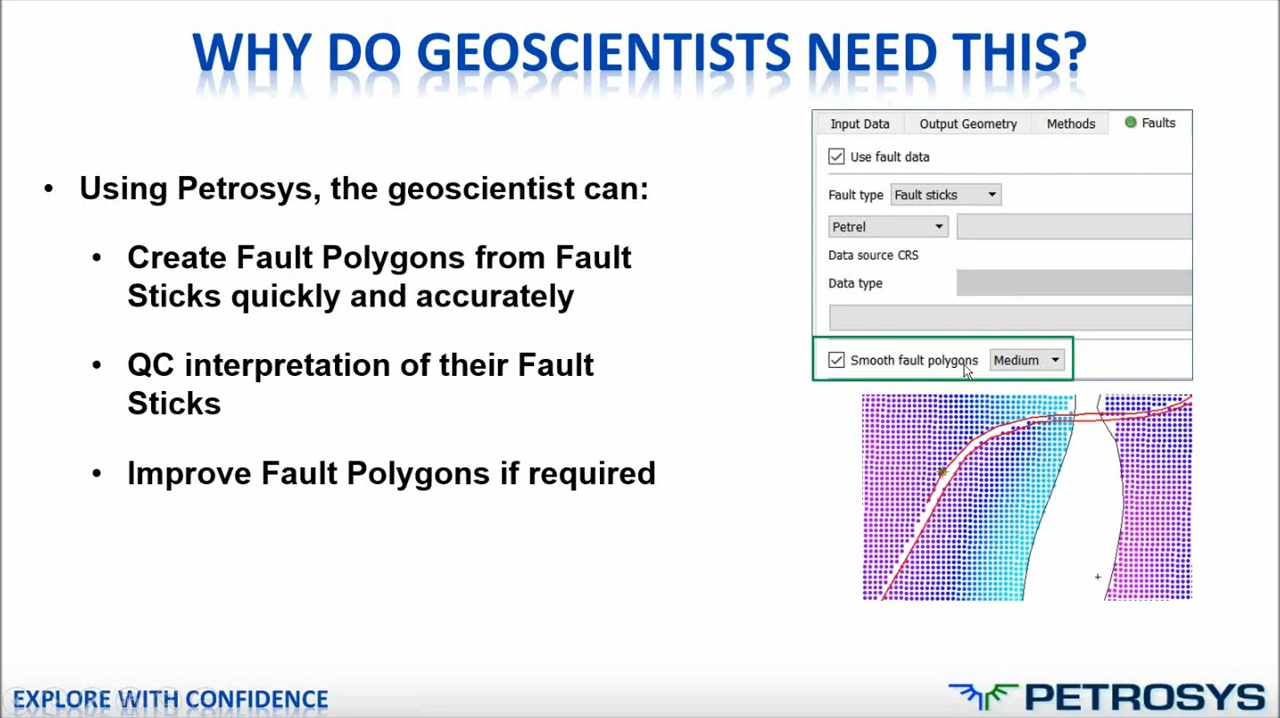 WHY DO GEOSCIENTISTS NEED THIS?
• Using Petrosys, the geoscientist can:
• Create Fault Polygons from Fault
Sticks quickly and accurately
• QC interpretation of their Fault
Sticks
• Improve Fault Polygons if required
Input Data Output Geometry Methods Faults
Use fault data
Fault type Fault sticks
Petrel
Data source CRS
Data type
Smooth fault polygons Medium
EXPLORE WITH CONFIDENCE
PETROSYS